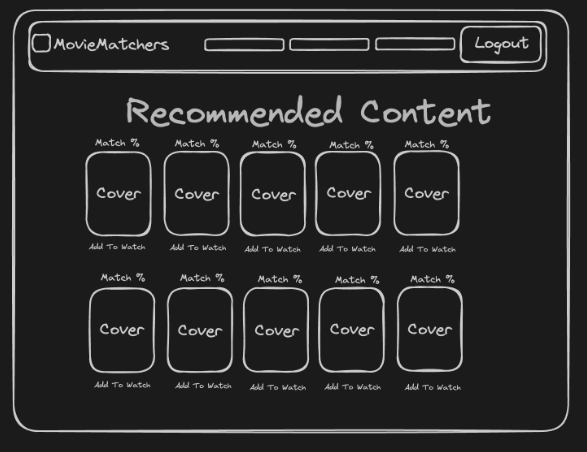 MovieMatchers Logout
Recommended Content
Match % Match % Match % Match % Match %
Cover Cover Cover Cover Cover
Add To Watch Add To Watch Add To Watch Add To Watch Add To Watch
Match % Match % Match % Match % Match %
Cover Cover Cover Cover Cover
Add To Watch Add To Watch Add To Watch Add To Watch Add To Watch